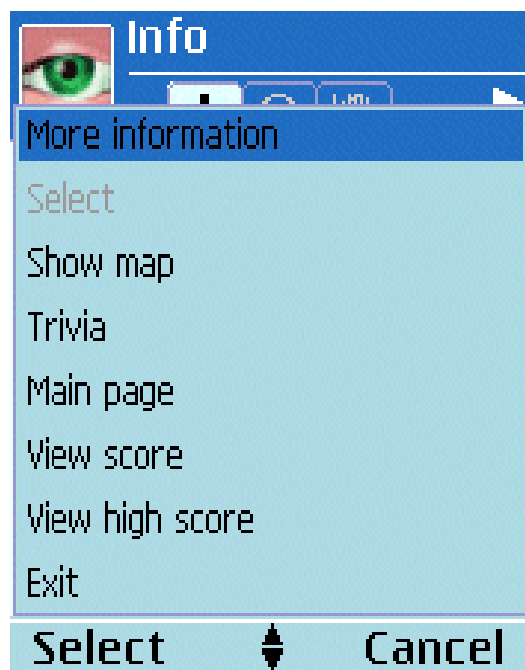 Info
More information
Select
Show map
Trivia
Main page
View score
View high score
Exit
Select Cancel